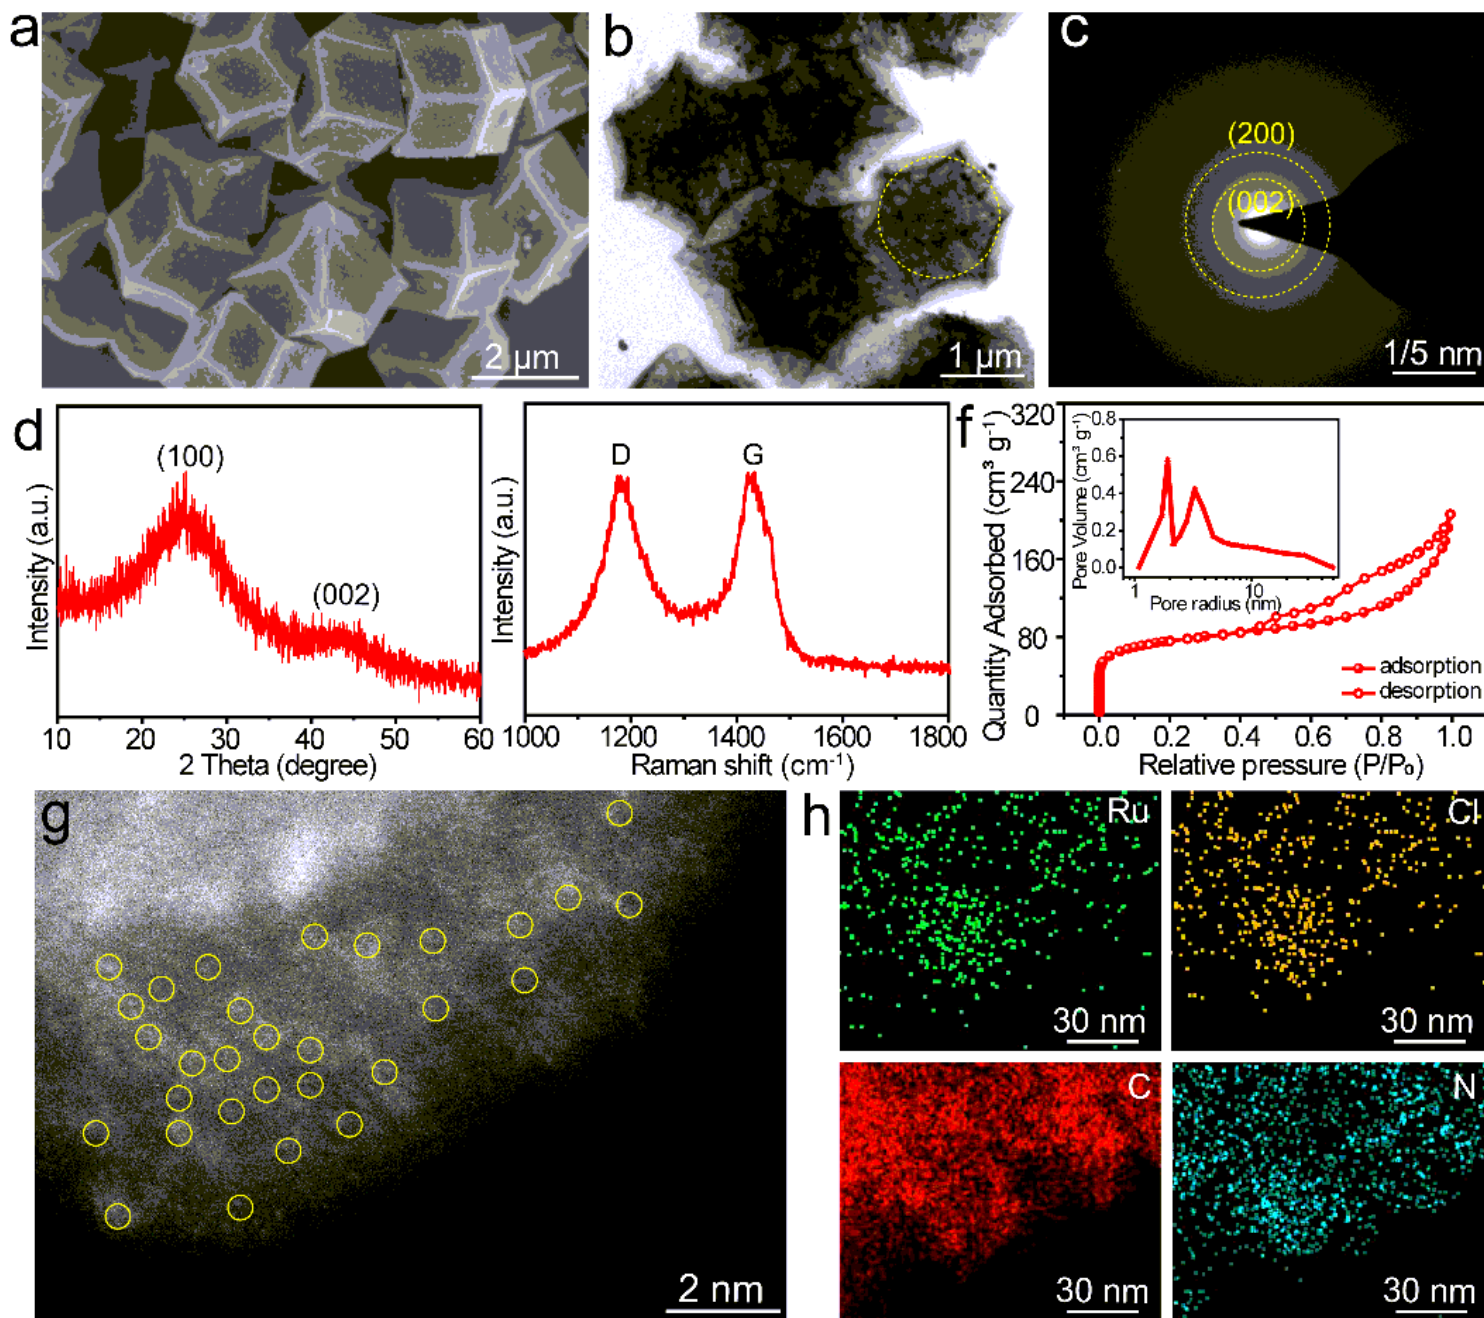 a
2 µm
b
1 µm
c
(200)
(002)
1/5 nm
d
(100)
(002)
Intensity (a.u.)
10 20 30 40 50 60
2 Theta (degree)
D G
Intensity (a.u.)
1000 1200 1400 1600 1800
Raman shift (cm⁻¹)
f
320
240
160
80
0
Quantity Adsorbed (cm³ g⁻¹)
0.8
0.6
0.4
0.2
0.0
Pore Volume (cm³ g⁻¹)
1 10
Pore radius (nm)
adsorption
desorption
0.0 0.2 0.4 0.6 0.8 1.0
Relative pressure (P/P₀)
g
2 nm
h
Ru
30 nm
Cl
30 nm
C
30 nm
N
30 nm